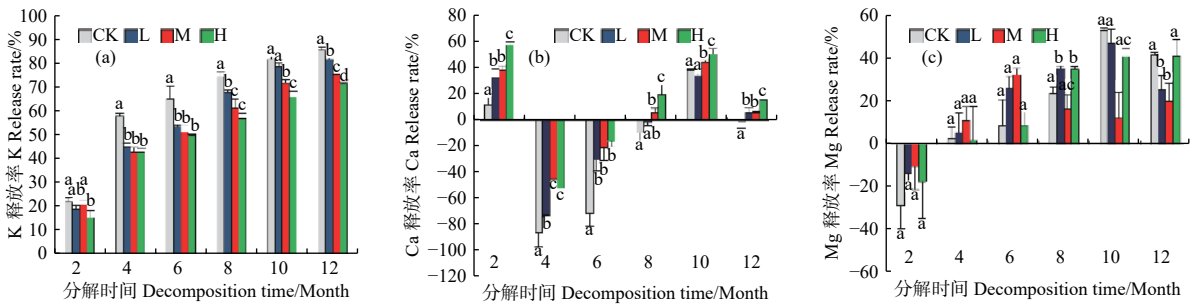 100
90
80
70
60
50
40
30
20
10
0
K 释放率 K Release rate/%
CK L M H
(a)
a ab a b
a b b b
a b b b
a b c c
a a b c
a b c d
2 4 6 8 10 12
分解时间 Decomposition time/Month
80
60
40
20
0
−20
−40
−60
−80
−100
−120
Ca 释放率 Ca Release rate/%
CK L M H
(b)
a b b c
a b c c
a b b b
a ab b c
a a b c
a b b c
2 4 6 8 10 12
分解时间 Decomposition time/Month
60
40
20
0
−20
−40
−60
Mg 释放率 Mg Release rate/%
CK L M H
(c)
a a a a
a a a a
a a a a
a b ac b
a a b ac
a b b a
2 4 6 8 10 12
分解时间 Decomposition time/Month